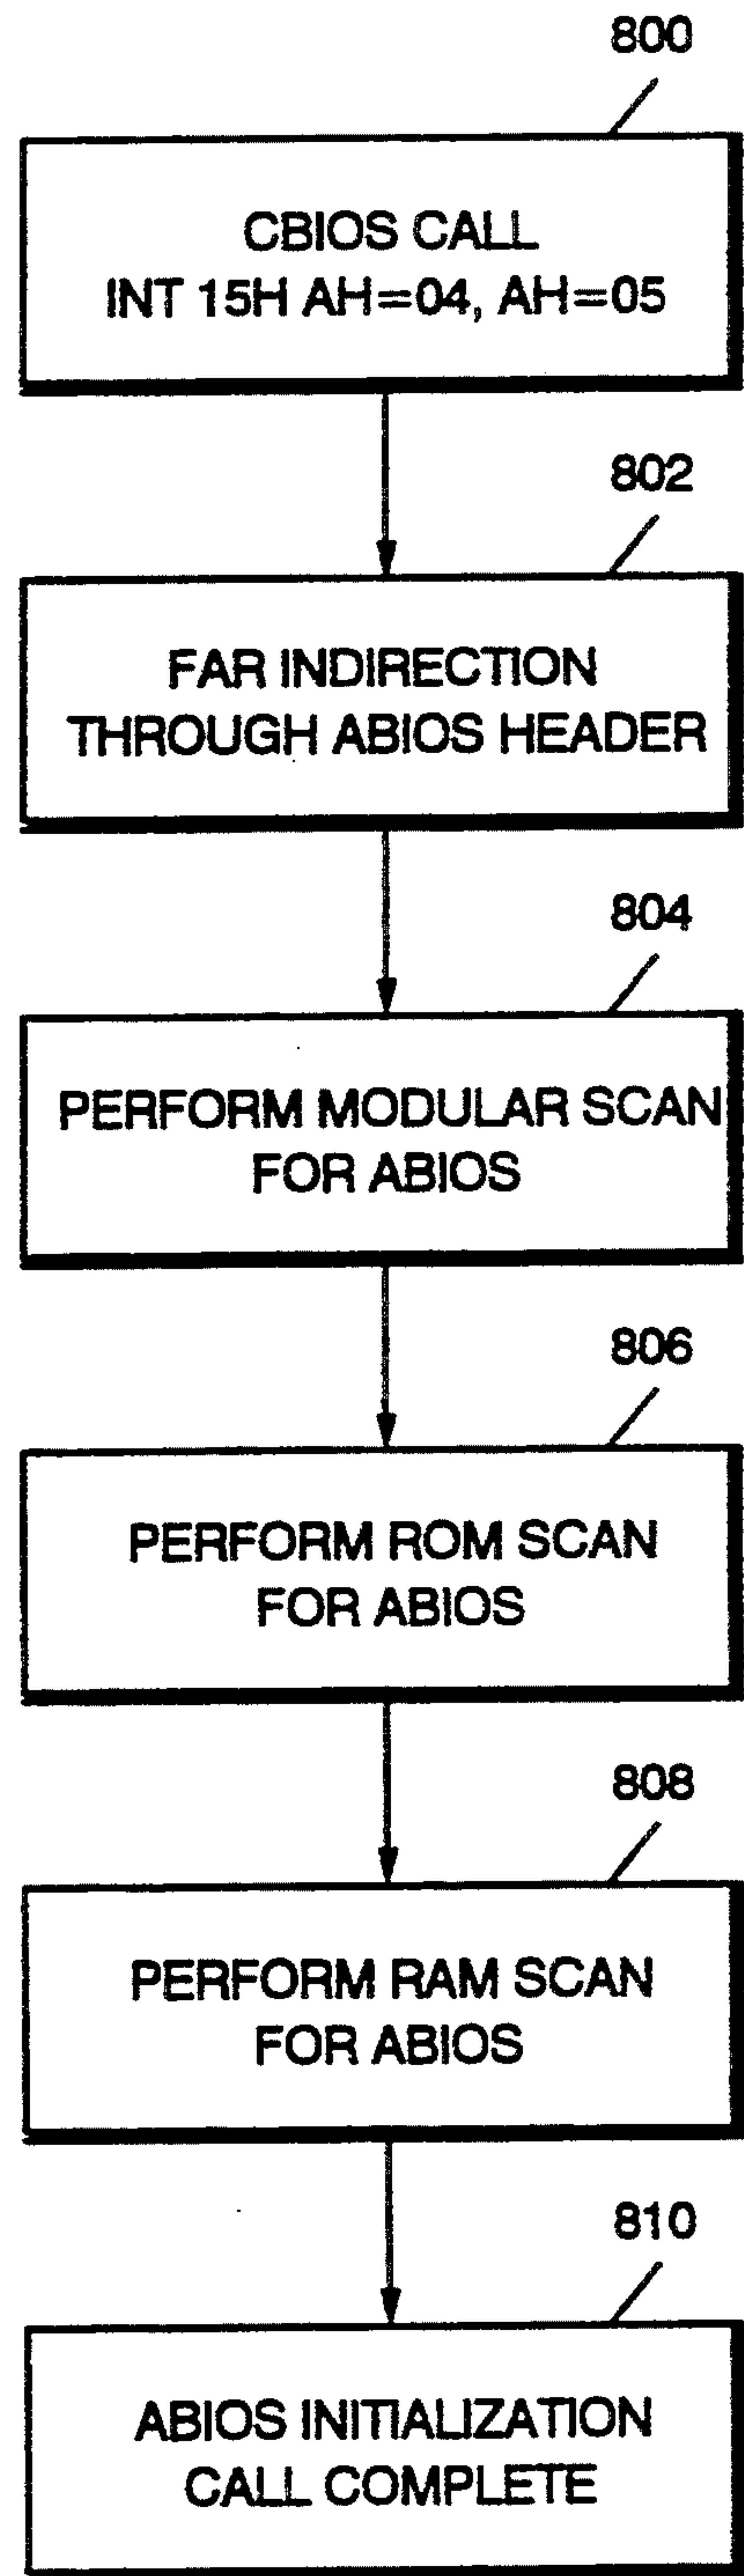 800
CBIOS CALL
INT 15H AH=04, AH=05
802
FAR INDIRECTION
THROUGH ABIOS HEADER
804
PERFORM MODULAR SCAN
FOR ABIOS
806
PERFORM ROM SCAN
FOR ABIOS
808
PERFORM RAM SCAN
FOR ABIOS
810
ABIOS INITIALIZATION
CALL COMPLETE